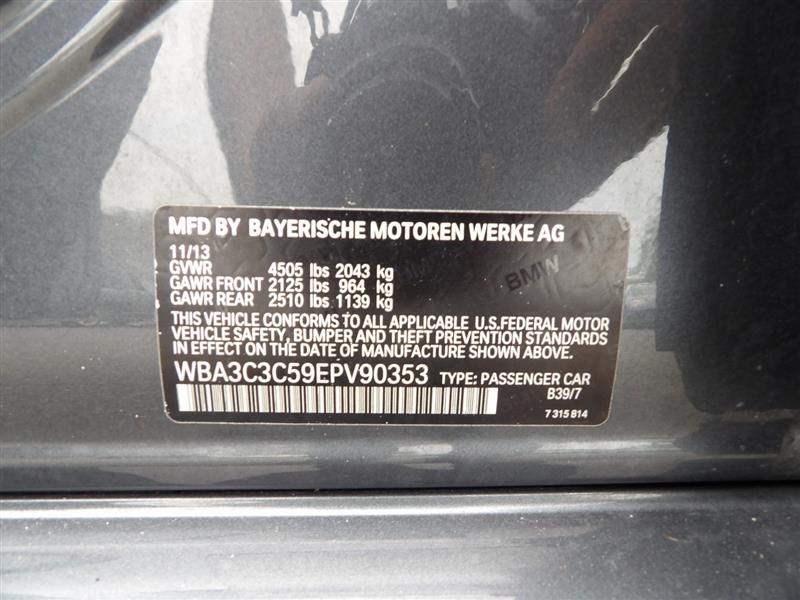 MFD BY BAYERISCHE MOTOREN WERKE AG
11/13
GVWR 4505 lbs 2043 kg
GAWR FRONT 2125 lbs 964 kg
GAWR REAR 2510 lbs 1139 kg
BMW
THIS VEHICLE CONFORMS TO ALL APPLICABLE U.S.FEDERAL MOTOR
VEHICLE SAFETY, BUMPER AND THEFT PREVENTION STANDARDS
IN EFFECT ON THE DATE OF MANUFACTURE SHOWN ABOVE.
WBA3C3C59EPV90353 TYPE: PASSENGER CAR
B39/7
7 315 814